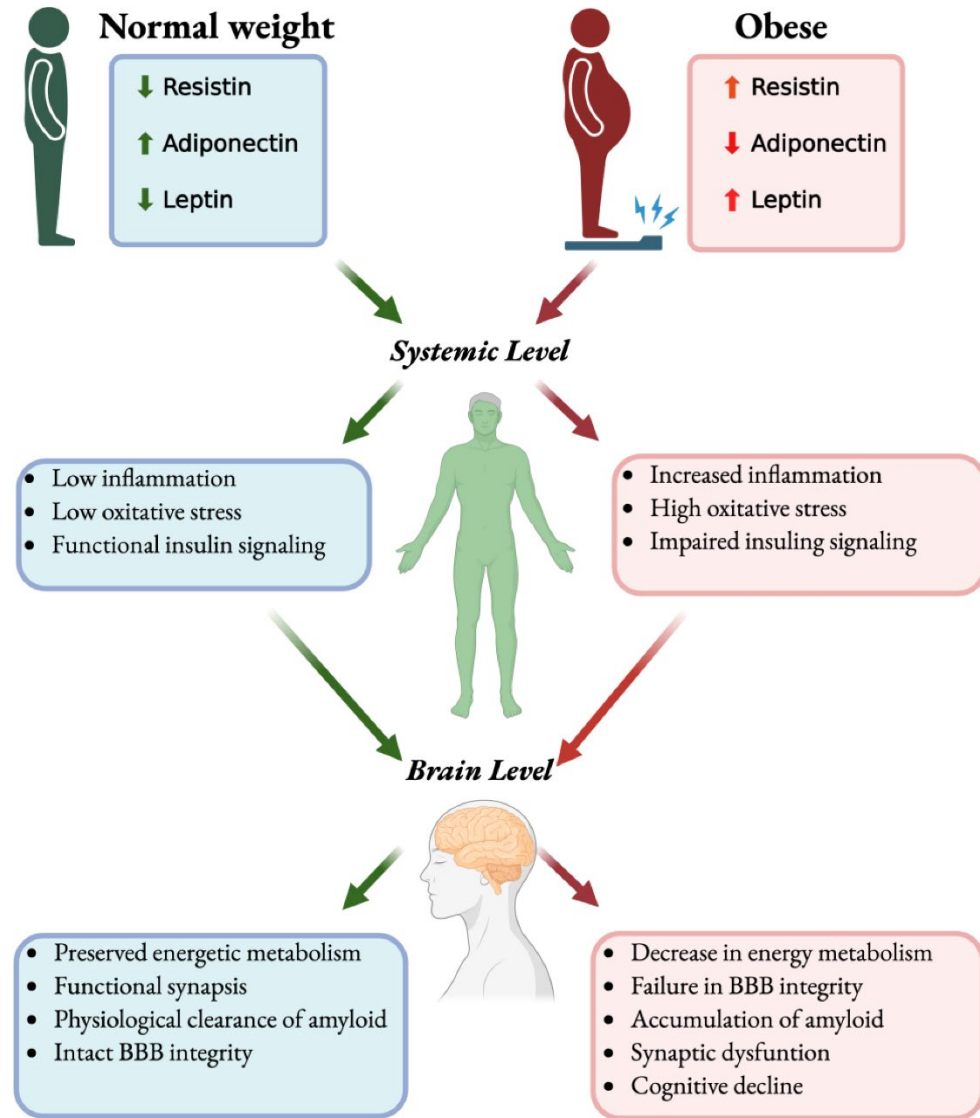 Normal weight
↓ Resistin
↑ Adiponectin
↓ Leptin
Obese
↑ Resistin
↓ Adiponectin
↑ Leptin
Systemic Level
• Low inflammation
• Low oxitative stress
• Functional insulin signaling
• Increased inflammation
• High oxitative stress
• Impaired insuling signaling
Brain Level
• Preserved energetic metabolism
• Functional synapsis
• Physiological clearance of amyloid
• Intact BBB integrity
• Decrease in energy metabolism
• Failure in BBB integrity
• Accumulation of amyloid
• Synaptic dysfuntion
• Cognitive decline